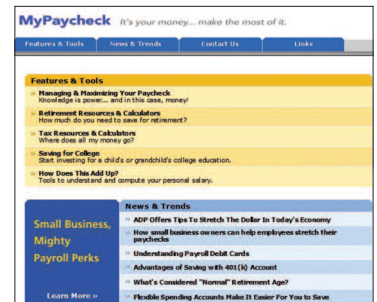 MyPaycheck It's your money... make the most of it.
Features & Tools News & Trends Contact Us Links
Features & Tools
» Managing & Maximizing Your Paycheck
Knowledge is power... and in this case, money!
» Retirement Resources & Calculators
How much do you need to save for retirement?
» Tax Resources & Calculators
Where does all my money go?
» Saving for College
Start investing for a child's or grandchild's college education.
» How Does This Add Up?
Tools to understand and compute your personal salary.
Small Business,
Mighty
Payroll Perks
Learn More »
News & Trends
» ADP Offers Tips To Stretch The Dollar In Today's Economy
» How small business owners can help employees stretch their
paychecks
» Understanding Payroll Debit Cards
» Advantages of Saving with 401(k) Account
» What's Considered "Normal" Retirement Age?
» Flexible Spending Accounts Make It Easier For You to Save